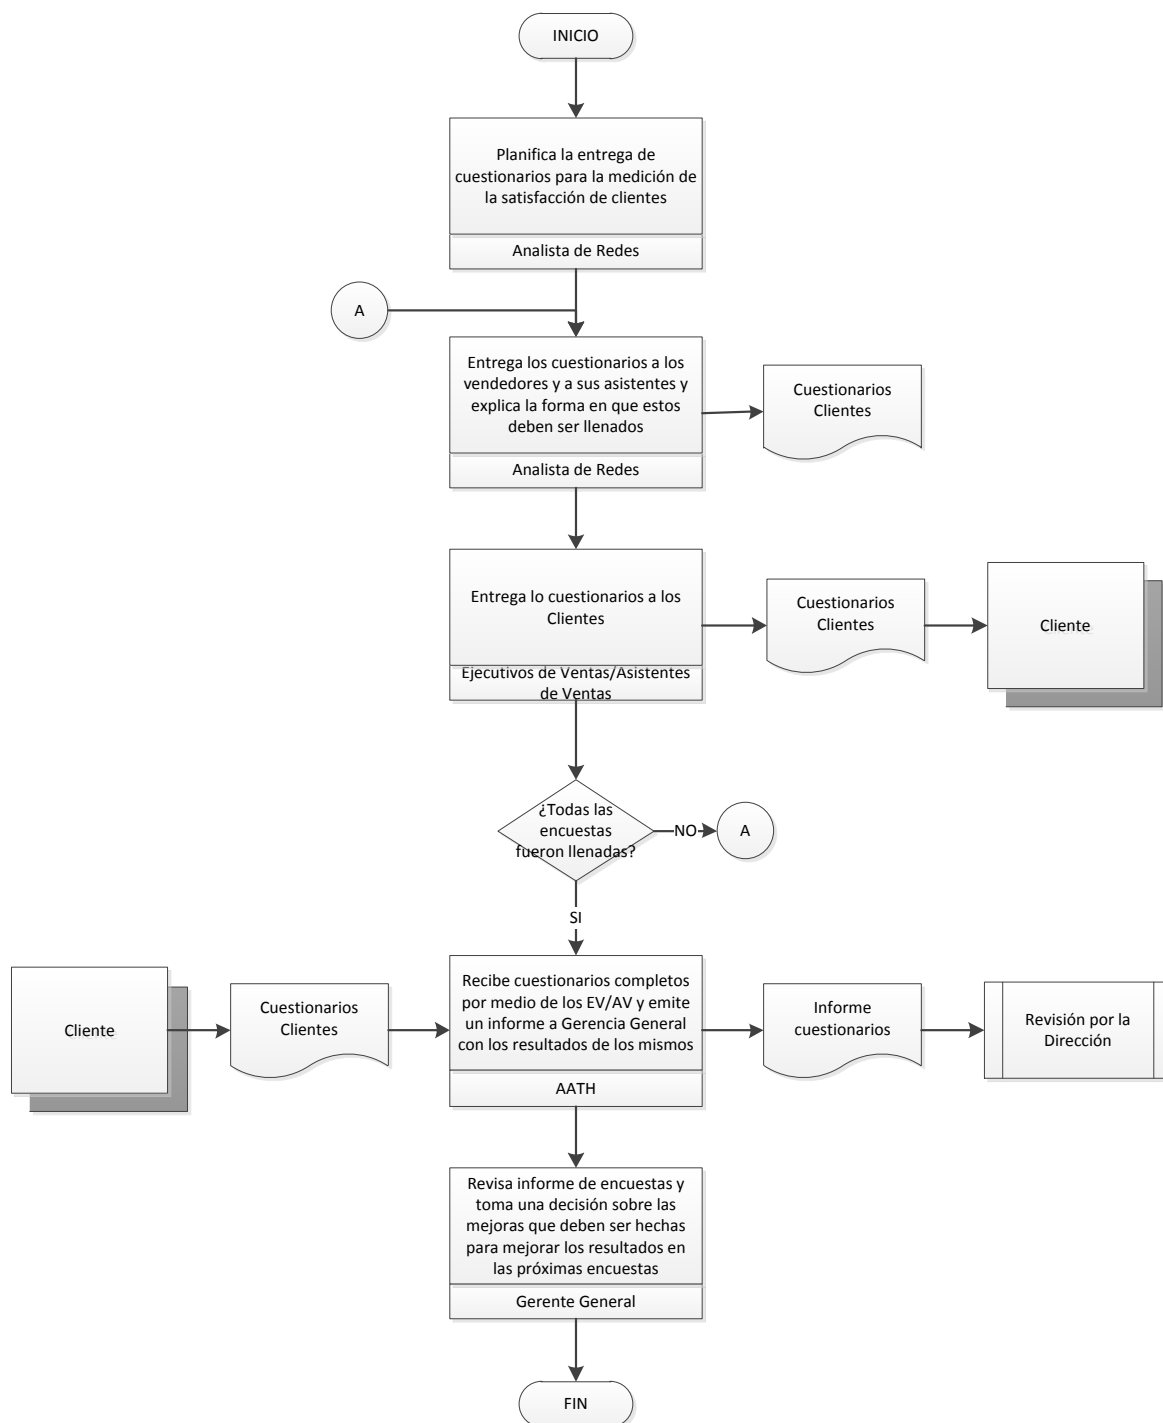 INICIO
Planifica la entrega de
cuestionarios para la medición de
la satisfacción de clientes
Analista de Redes
A
Entrega los cuestionarios a los
vendedores y a sus asistentes y
explica la forma en que estos
deben ser llenados
Analista de Redes
Cuestionarios
Clientes
Entrega lo cuestionarios a los
Clientes
Ejecutivos de Ventas/Asistentes
de Ventas
Cuestionarios
Clientes
Cliente
¿Todas las
encuestas
fueron llenadas?
NO
A
SI
Cliente
Cuestionarios
Clientes
Recibe cuestionarios completos
por medio de los EV/AV y emite
un informe a Gerencia General
con los resultados de los mismos
AATH
Informe
cuestionarios
Revisión por la
Dirección
Revisa informe de encuestas y
toma una decisión sobre las
mejoras que deben ser hechas
para mejorar los resultados en
las próximas encuestas
Gerente General
FIN